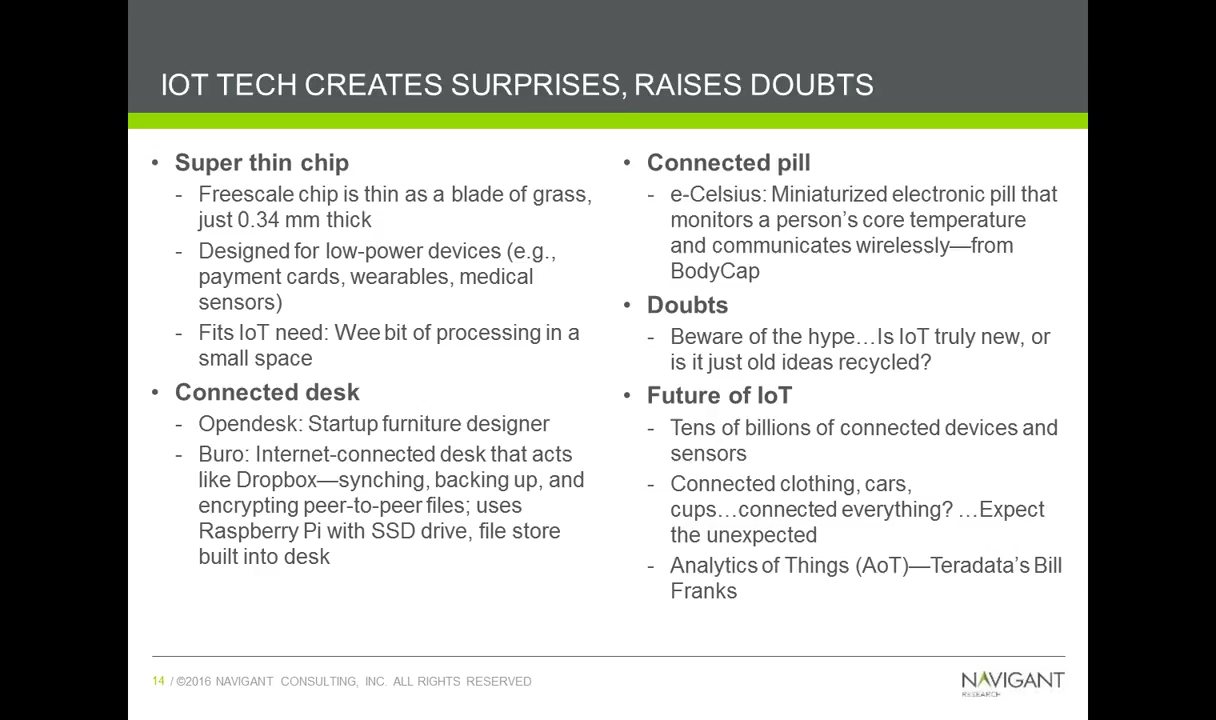 IOT TECH CREATES SURPRISES, RAISES DOUBTS
• Super thin chip
- Freescale chip is thin as a blade of grass,
just 0.34 mm thick
- Designed for low-power devices (e.g.,
payment cards, wearables, medical
sensors)
- Fits IoT need: Wee bit of processing in a
small space
• Connected desk
- Opendesk: Startup furniture designer
- Buro: Internet-connected desk that acts
like Dropbox—synching, backing up, and
encrypting peer-to-peer files; uses
Raspberry Pi with SSD drive, file store
built into desk
• Connected pill
- e-Celsius: Miniaturized electronic pill that
monitors a person’s core temperature
and communicates wirelessly—from
BodyCap
• Doubts
- Beware of the hype…Is IoT truly new, or
is it just old ideas recycled?
• Future of IoT
- Tens of billions of connected devices and
sensors
- Connected clothing, cars,
cups…connected everything? …Expect
the unexpected
- Analytics of Things (AoT)—Teradata’s Bill
Franks
14 / ©2016 NAVIGANT CONSULTING, INC. ALL RIGHTS RESERVED
NAVIGANT
RESEARCH